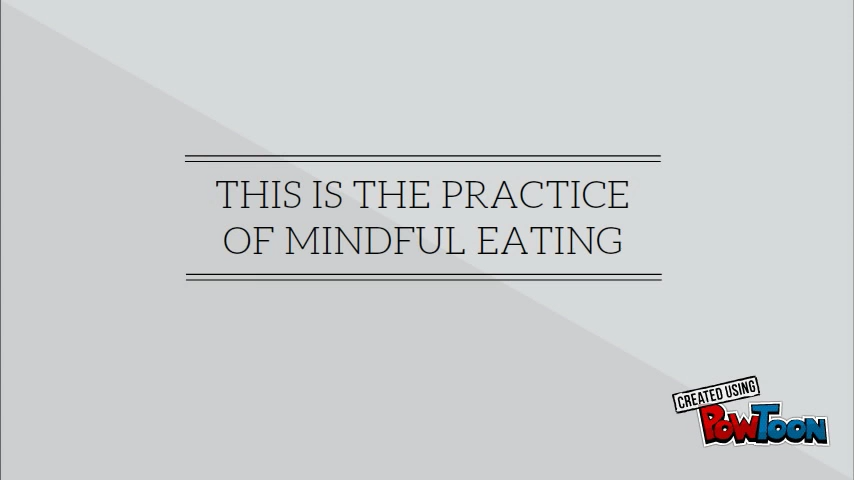 THIS IS THE PRACTICE
OF MINDFUL EATING
CREATED USING
POWTOON